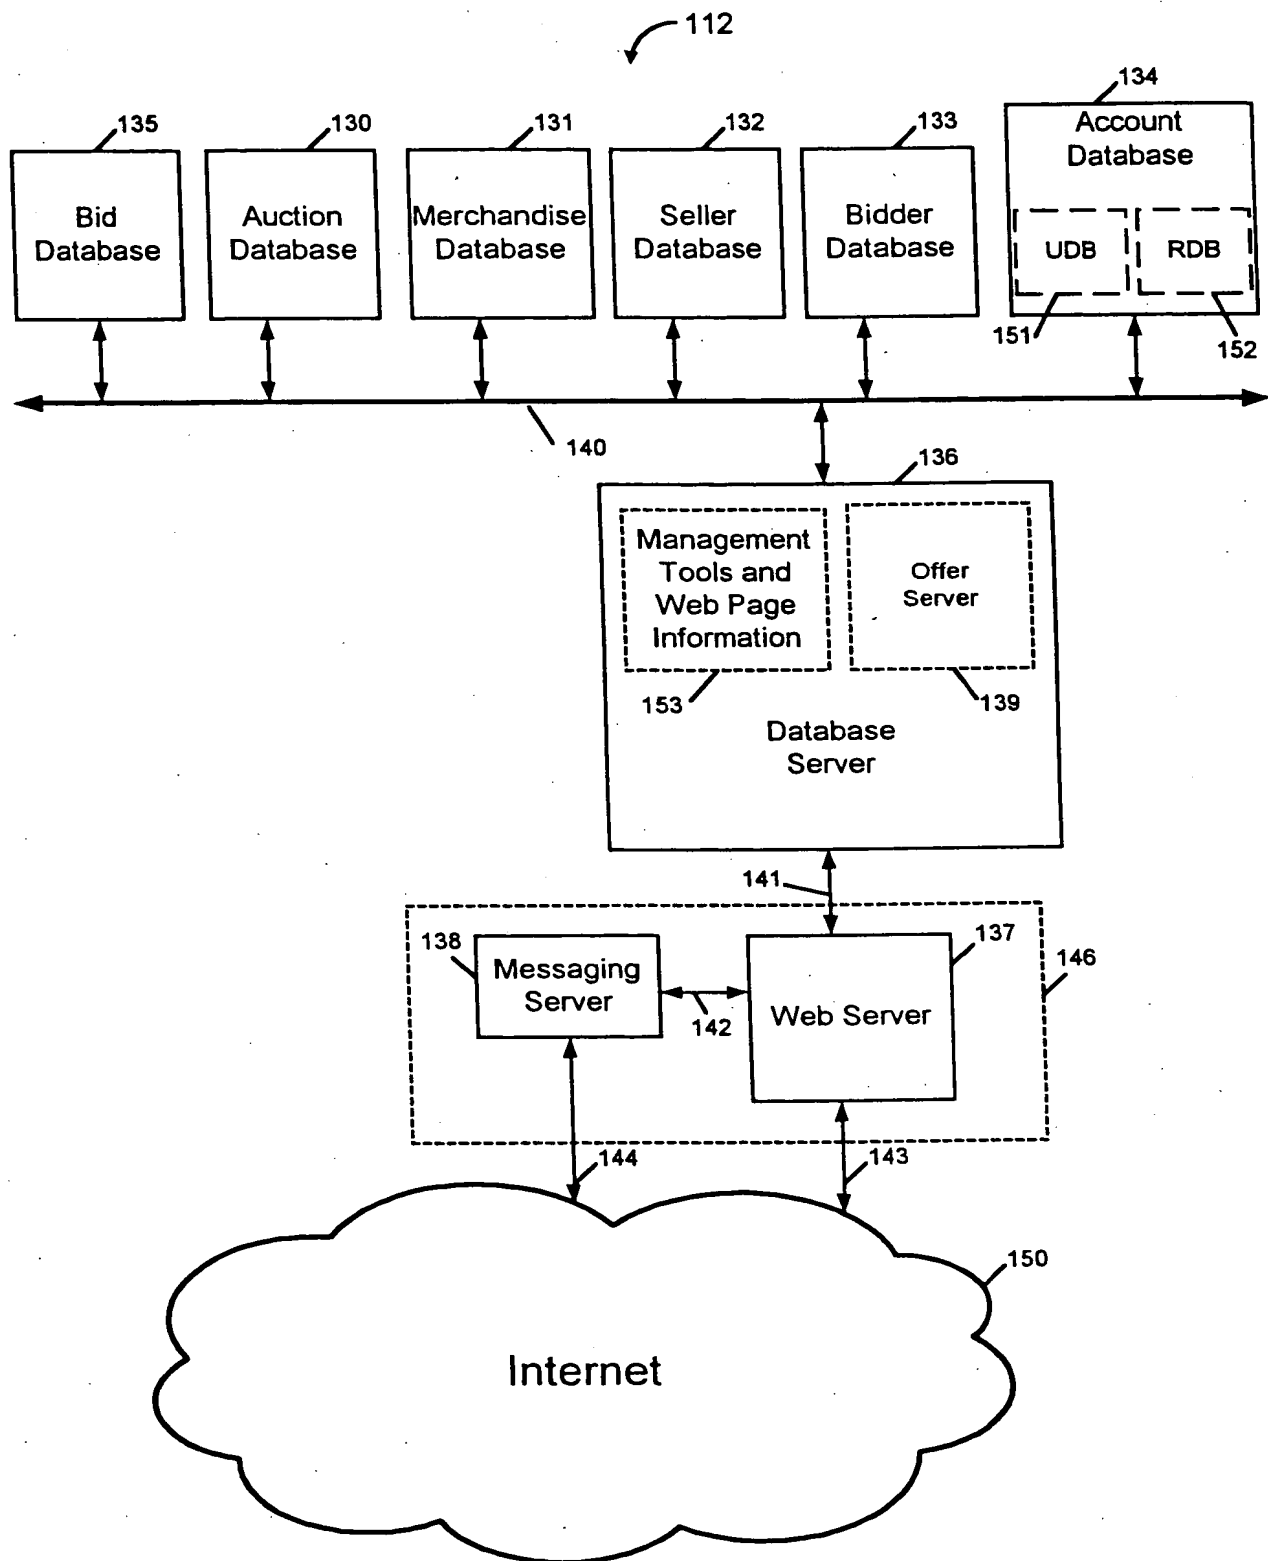 112
135
130
131
132
133
134
Bid
Database
Auction
Database
Merchandise
Database
Seller
Database
Bidder
Database
Account
Database
UDB
RDB
151
152
140
136
Management
Tools and
Web Page
Information
Offer
Server
153
139
Database
Server
141
138
137
146
Messaging
Server
142
Web Server
144
143
150
Internet